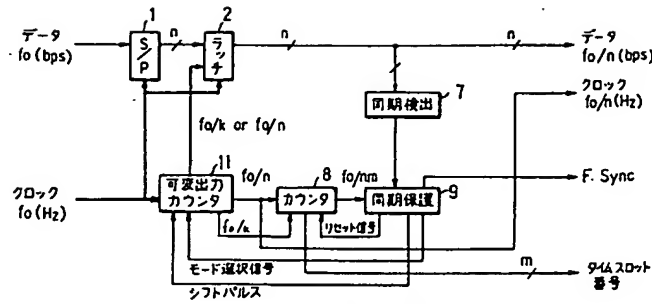 1
2
データ
fo(bps)
n
S/P
ラッチ
n
n
データ
fo/n(bps)
7
同期検出
クロック
fo/n(Hz)
fo/k or fo/n
11
クロック
fo(Hz)
可変出力
カウンタ
fo/n
8
カウンタ
fo/nm
9
同期保護
F. Sync
fo/k
リセット信号
モード選択信号
シフトパルス
m
タイムスロット
番号